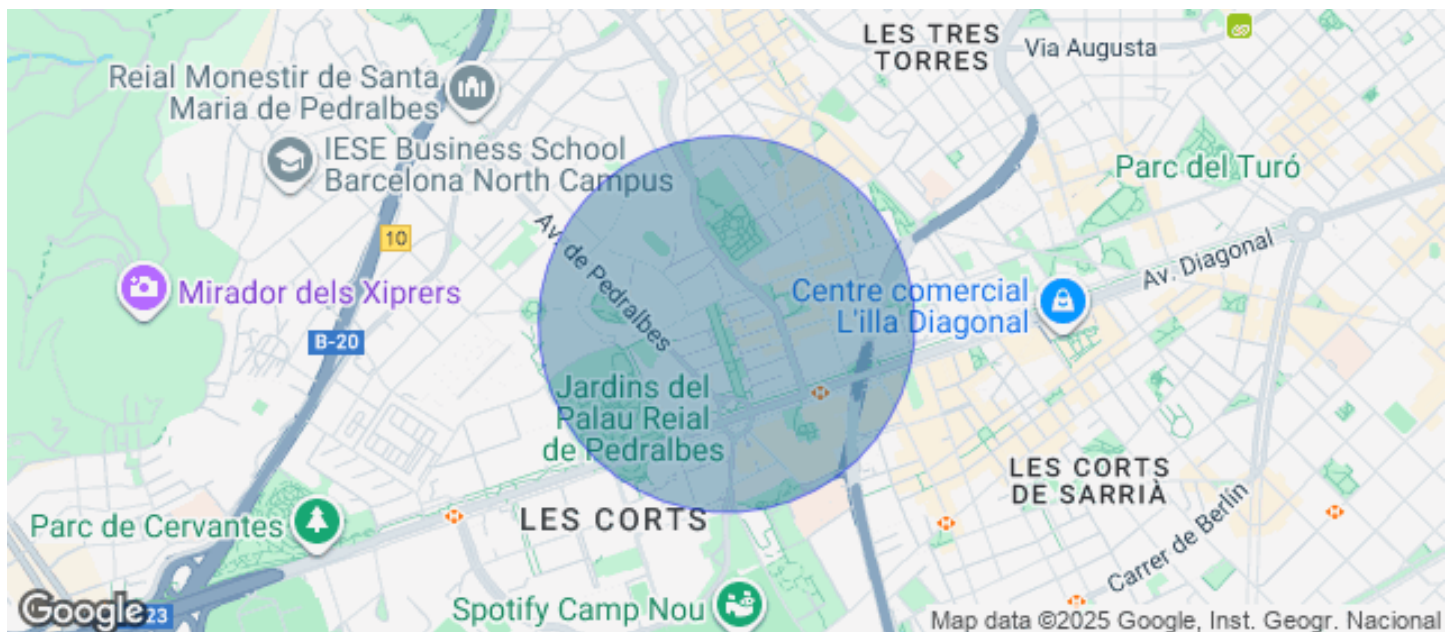 LES TRES
TORRES
Via Augusta
Reial Monestir de Santa
Maria de Pedralbes
IESE Business School
Barcelona North Campus
Parc del Turó
10
Av. de Pedralbes
Av. Diagonal
Mirador dels Xiprers
Centre comercial
L'illa Diagonal
B-20
Jardins del
Palau Reial
de Pedralbes
LES CORTS
DE SARRIÀ
Parc de Cervantes
LES CORTS
Carrer de Berlín
Google
23
Spotify Camp Nou
Map data ©2025 Google, Inst. Geogr. Nacional